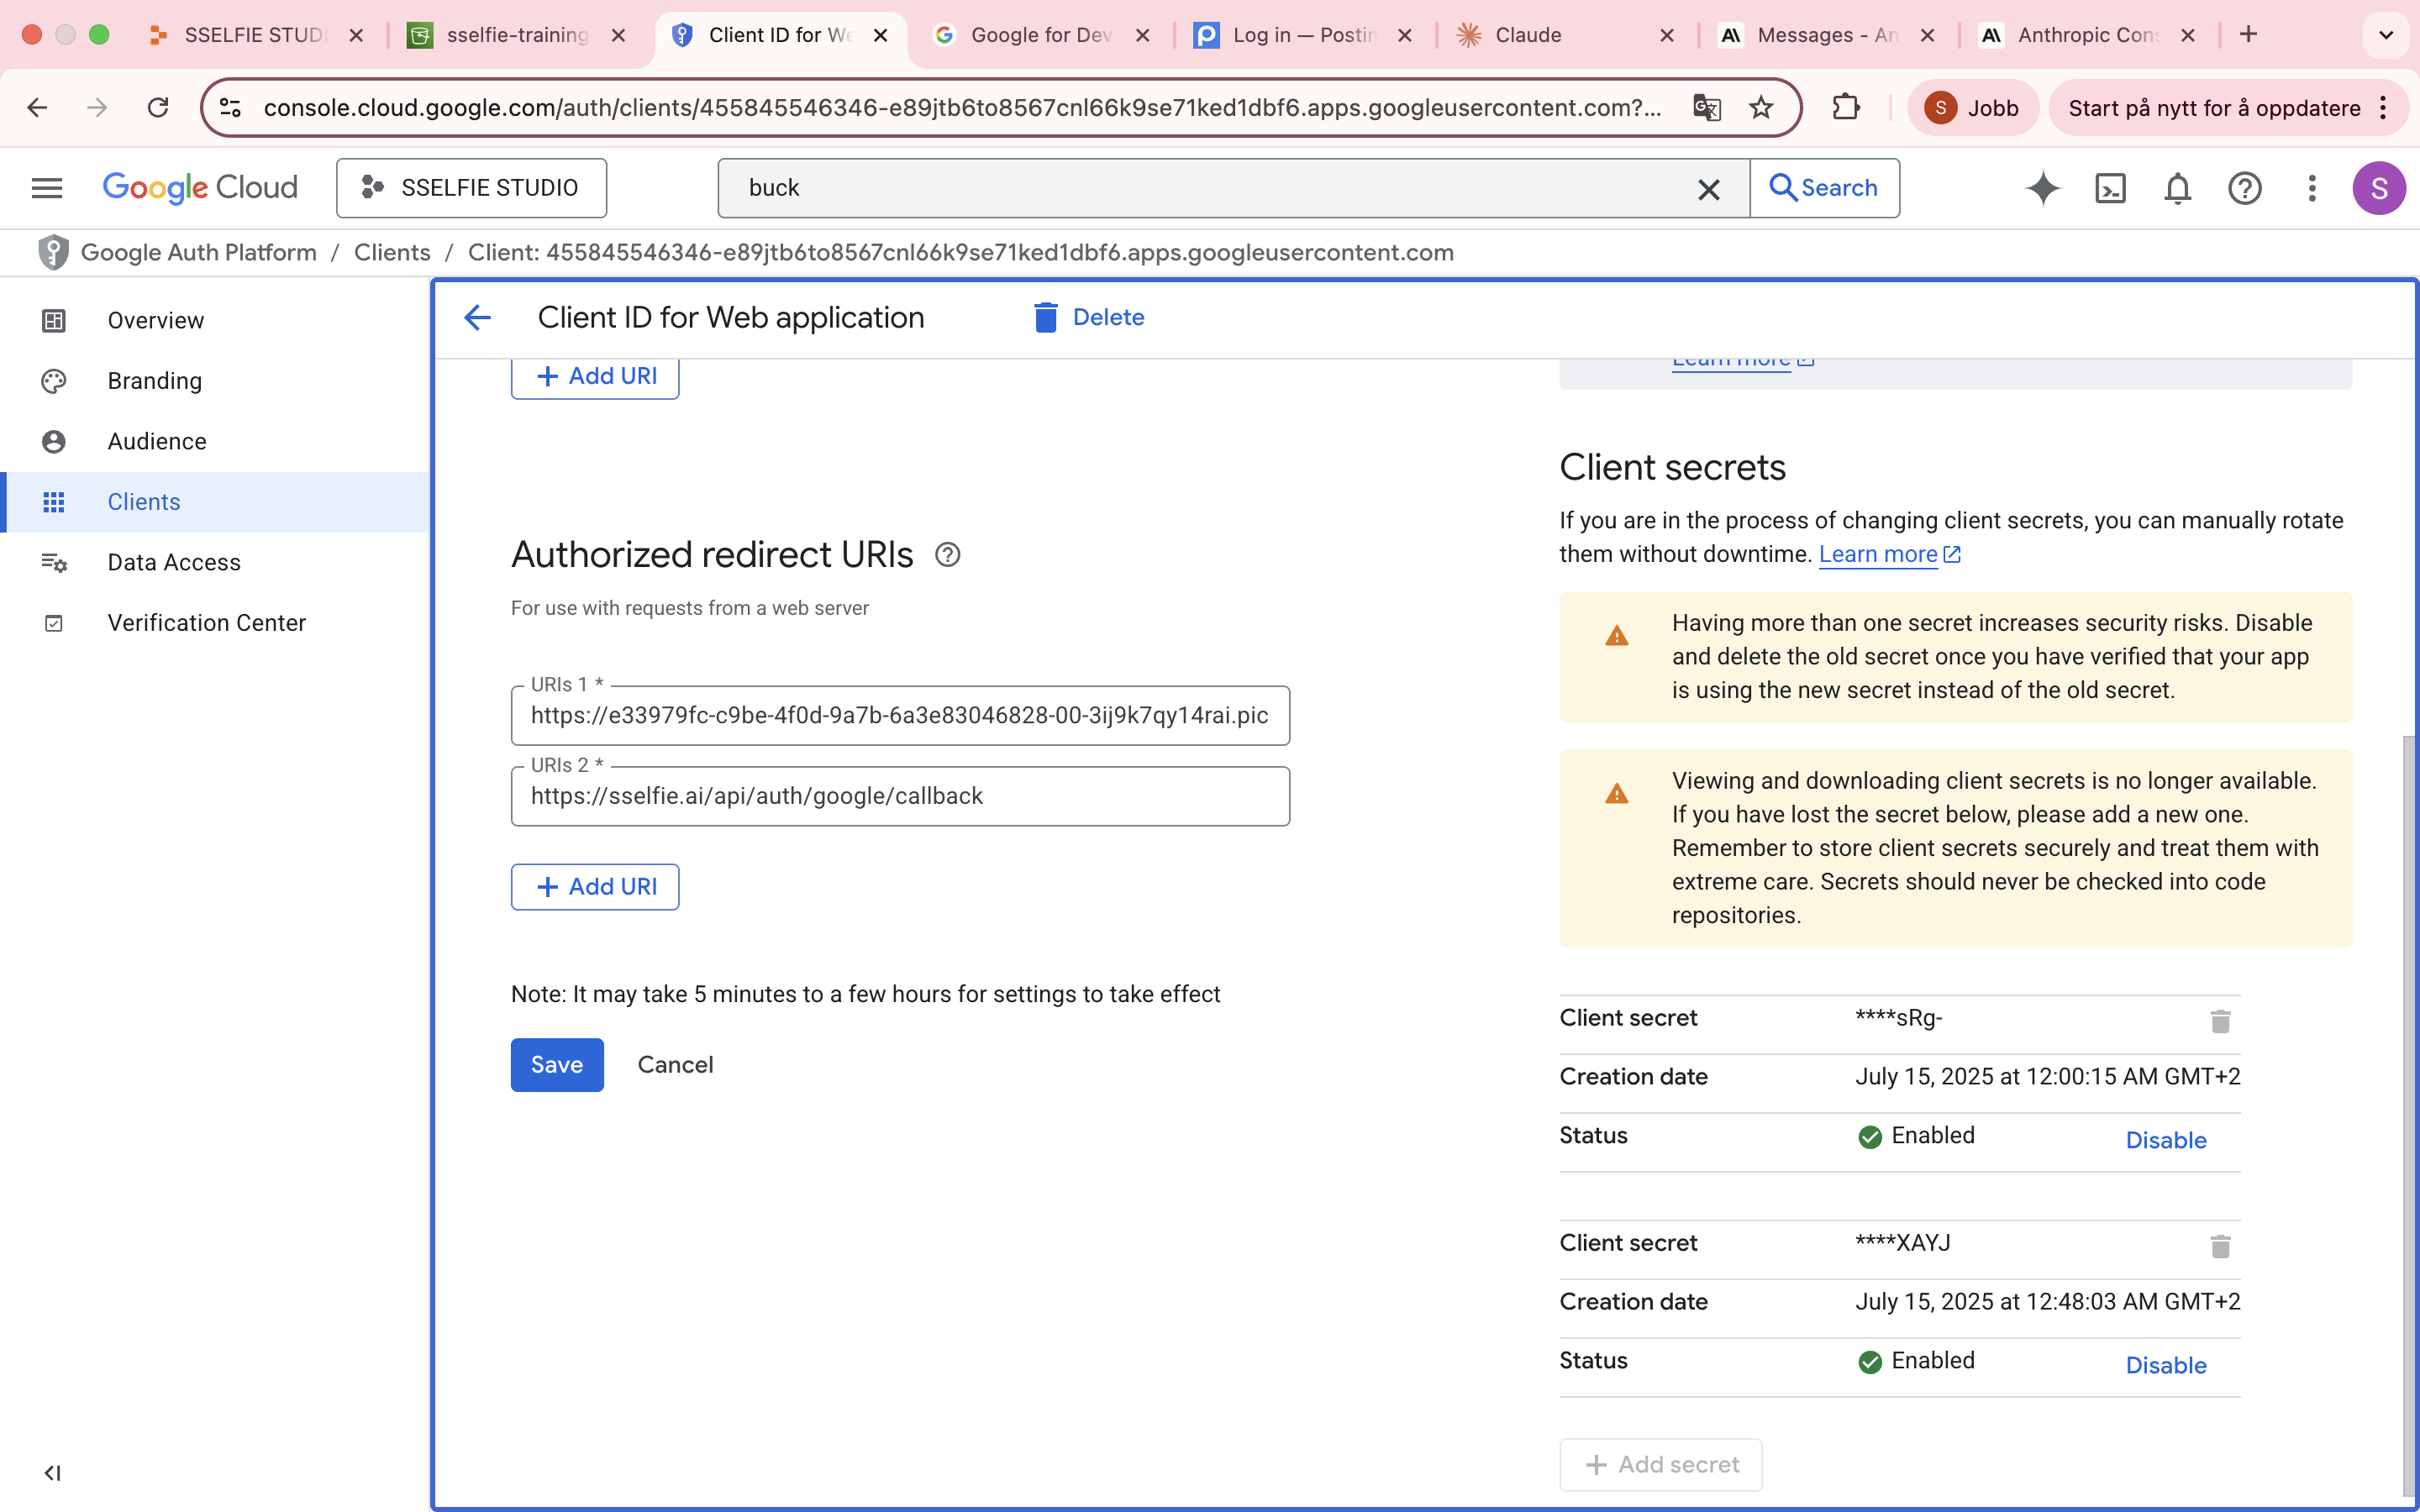 SSELFIE STUDI
sselfie-training
Client ID for We
Google for Dev
Log in — Postin
Claude
Messages - An
Anthropic Cons
console.cloud.google.com/auth/clients/455845546346-e89jtb6to8567cnl66k9se71ked1dbf6.apps.googleusercontent.com?...
S Jobb
Start på nytt for å oppdatere
Google Cloud
SSELFIE STUDIO
buck
Search
S
Google Auth Platform / Clients / Client: 455845546346-e89jtb6to8567cnl66k9se71ked1dbf6.apps.googleusercontent.com
Overview
Branding
Audience
Clients
Data Access
Verification Center
Client ID for Web application
Delete
+ Add URI
Authorized redirect URIs
For use with requests from a web server
URIs 1 *
https://e33979fc-c9be-4f0d-9a7b-6a3e83046828-00-3ij9k7qy14rai.pic
URIs 2 *
https://sselfie.ai/api/auth/google/callback
+ Add URI
Note: It may take 5 minutes to a few hours for settings to take effect
Save
Cancel
Learn more
Client secrets
If you are in the process of changing client secrets, you can manually rotate
them without downtime. Learn more
Having more than one secret increases security risks. Disable
and delete the old secret once you have verified that your app
is using the new secret instead of the old secret.
Viewing and downloading client secrets is no longer available.
If you have lost the secret below, please add a new one.
Remember to store client secrets securely and treat them with
extreme care. Secrets should never be checked into code
repositories.
Client secret ****sRg-
Creation date July 15, 2025 at 12:00:15 AM GMT+2
Status Enabled Disable
Client secret ****XAYJ
Creation date July 15, 2025 at 12:48:03 AM GMT+2
Status Enabled Disable
+ Add secret